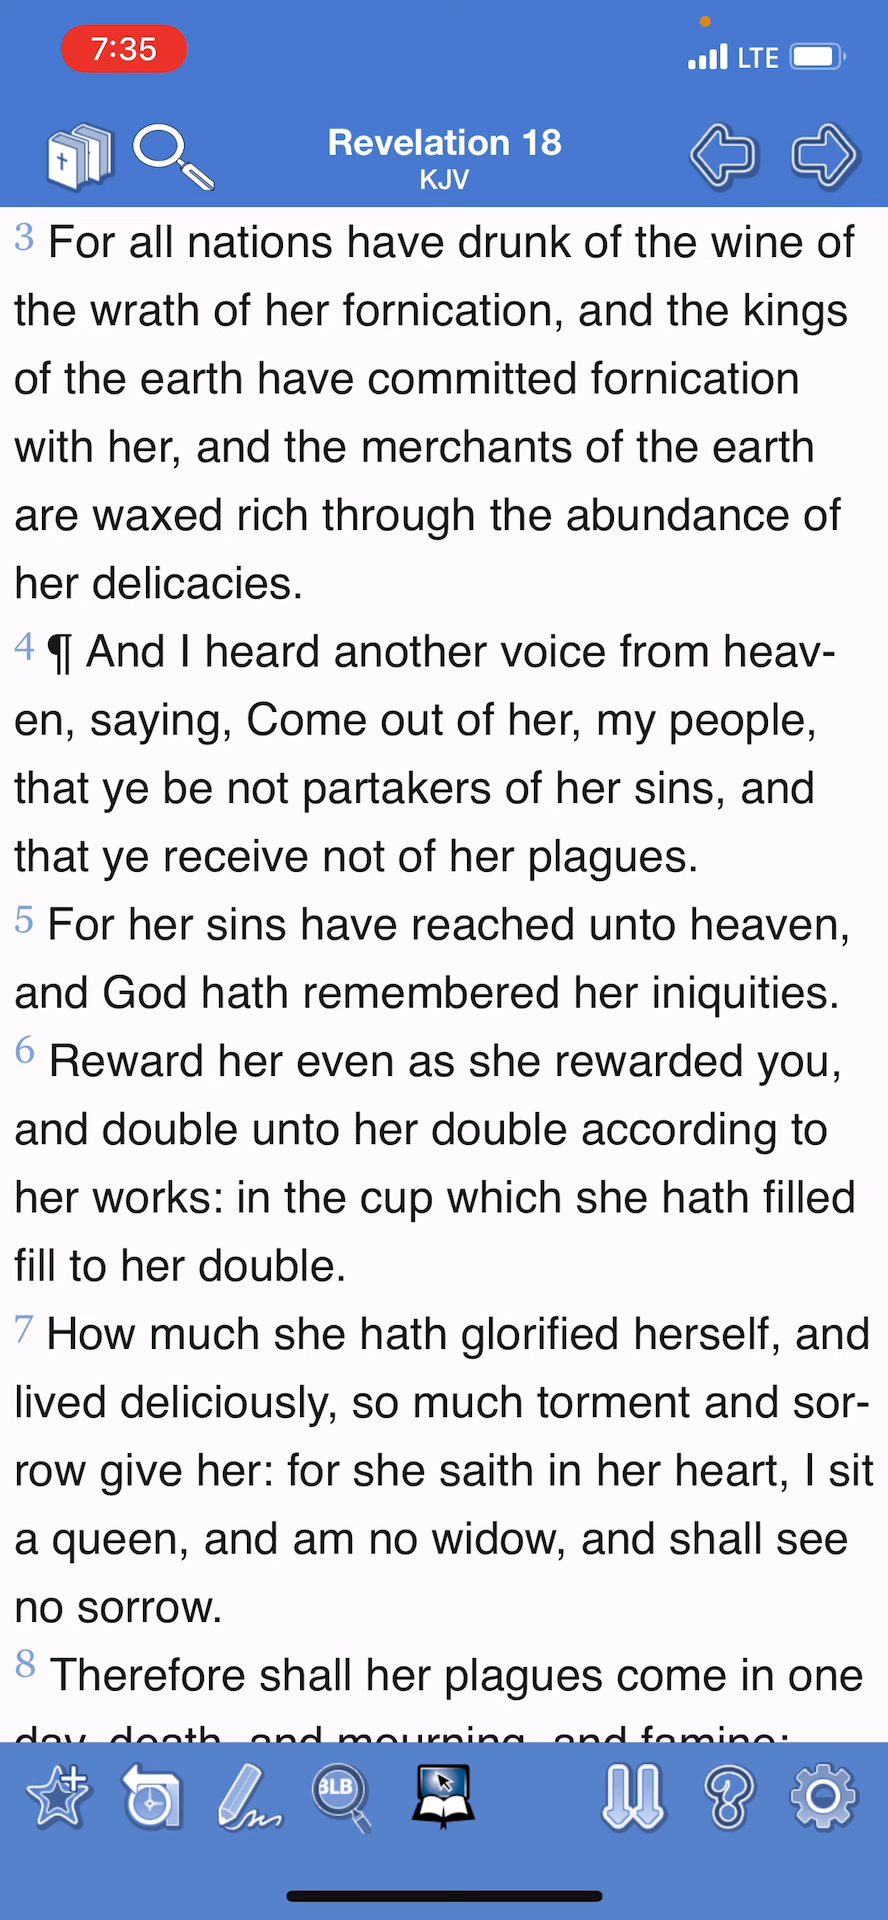 7:35
LTE
Revelation 18
KJV
3 For all nations have drunk of the wine of
the wrath of her fornication, and the kings
of the earth have committed fornication
with her, and the merchants of the earth
are waxed rich through the abundance of
her delicacies.
4 ¶ And I heard another voice from heav-
en, saying, Come out of her, my people,
that ye be not partakers of her sins, and
that ye receive not of her plagues.
5 For her sins have reached unto heaven,
and God hath remembered her iniquities.
6 Reward her even as she rewarded you,
and double unto her double according to
her works: in the cup which she hath filled
fill to her double.
7 How much she hath glorified herself, and
lived deliciously, so much torment and sor-
row give her: for she saith in her heart, I sit
a queen, and am no widow, and shall see
no sorrow.
8 Therefore shall her plagues come in one
day, death, and mourning, and famine;
BLB